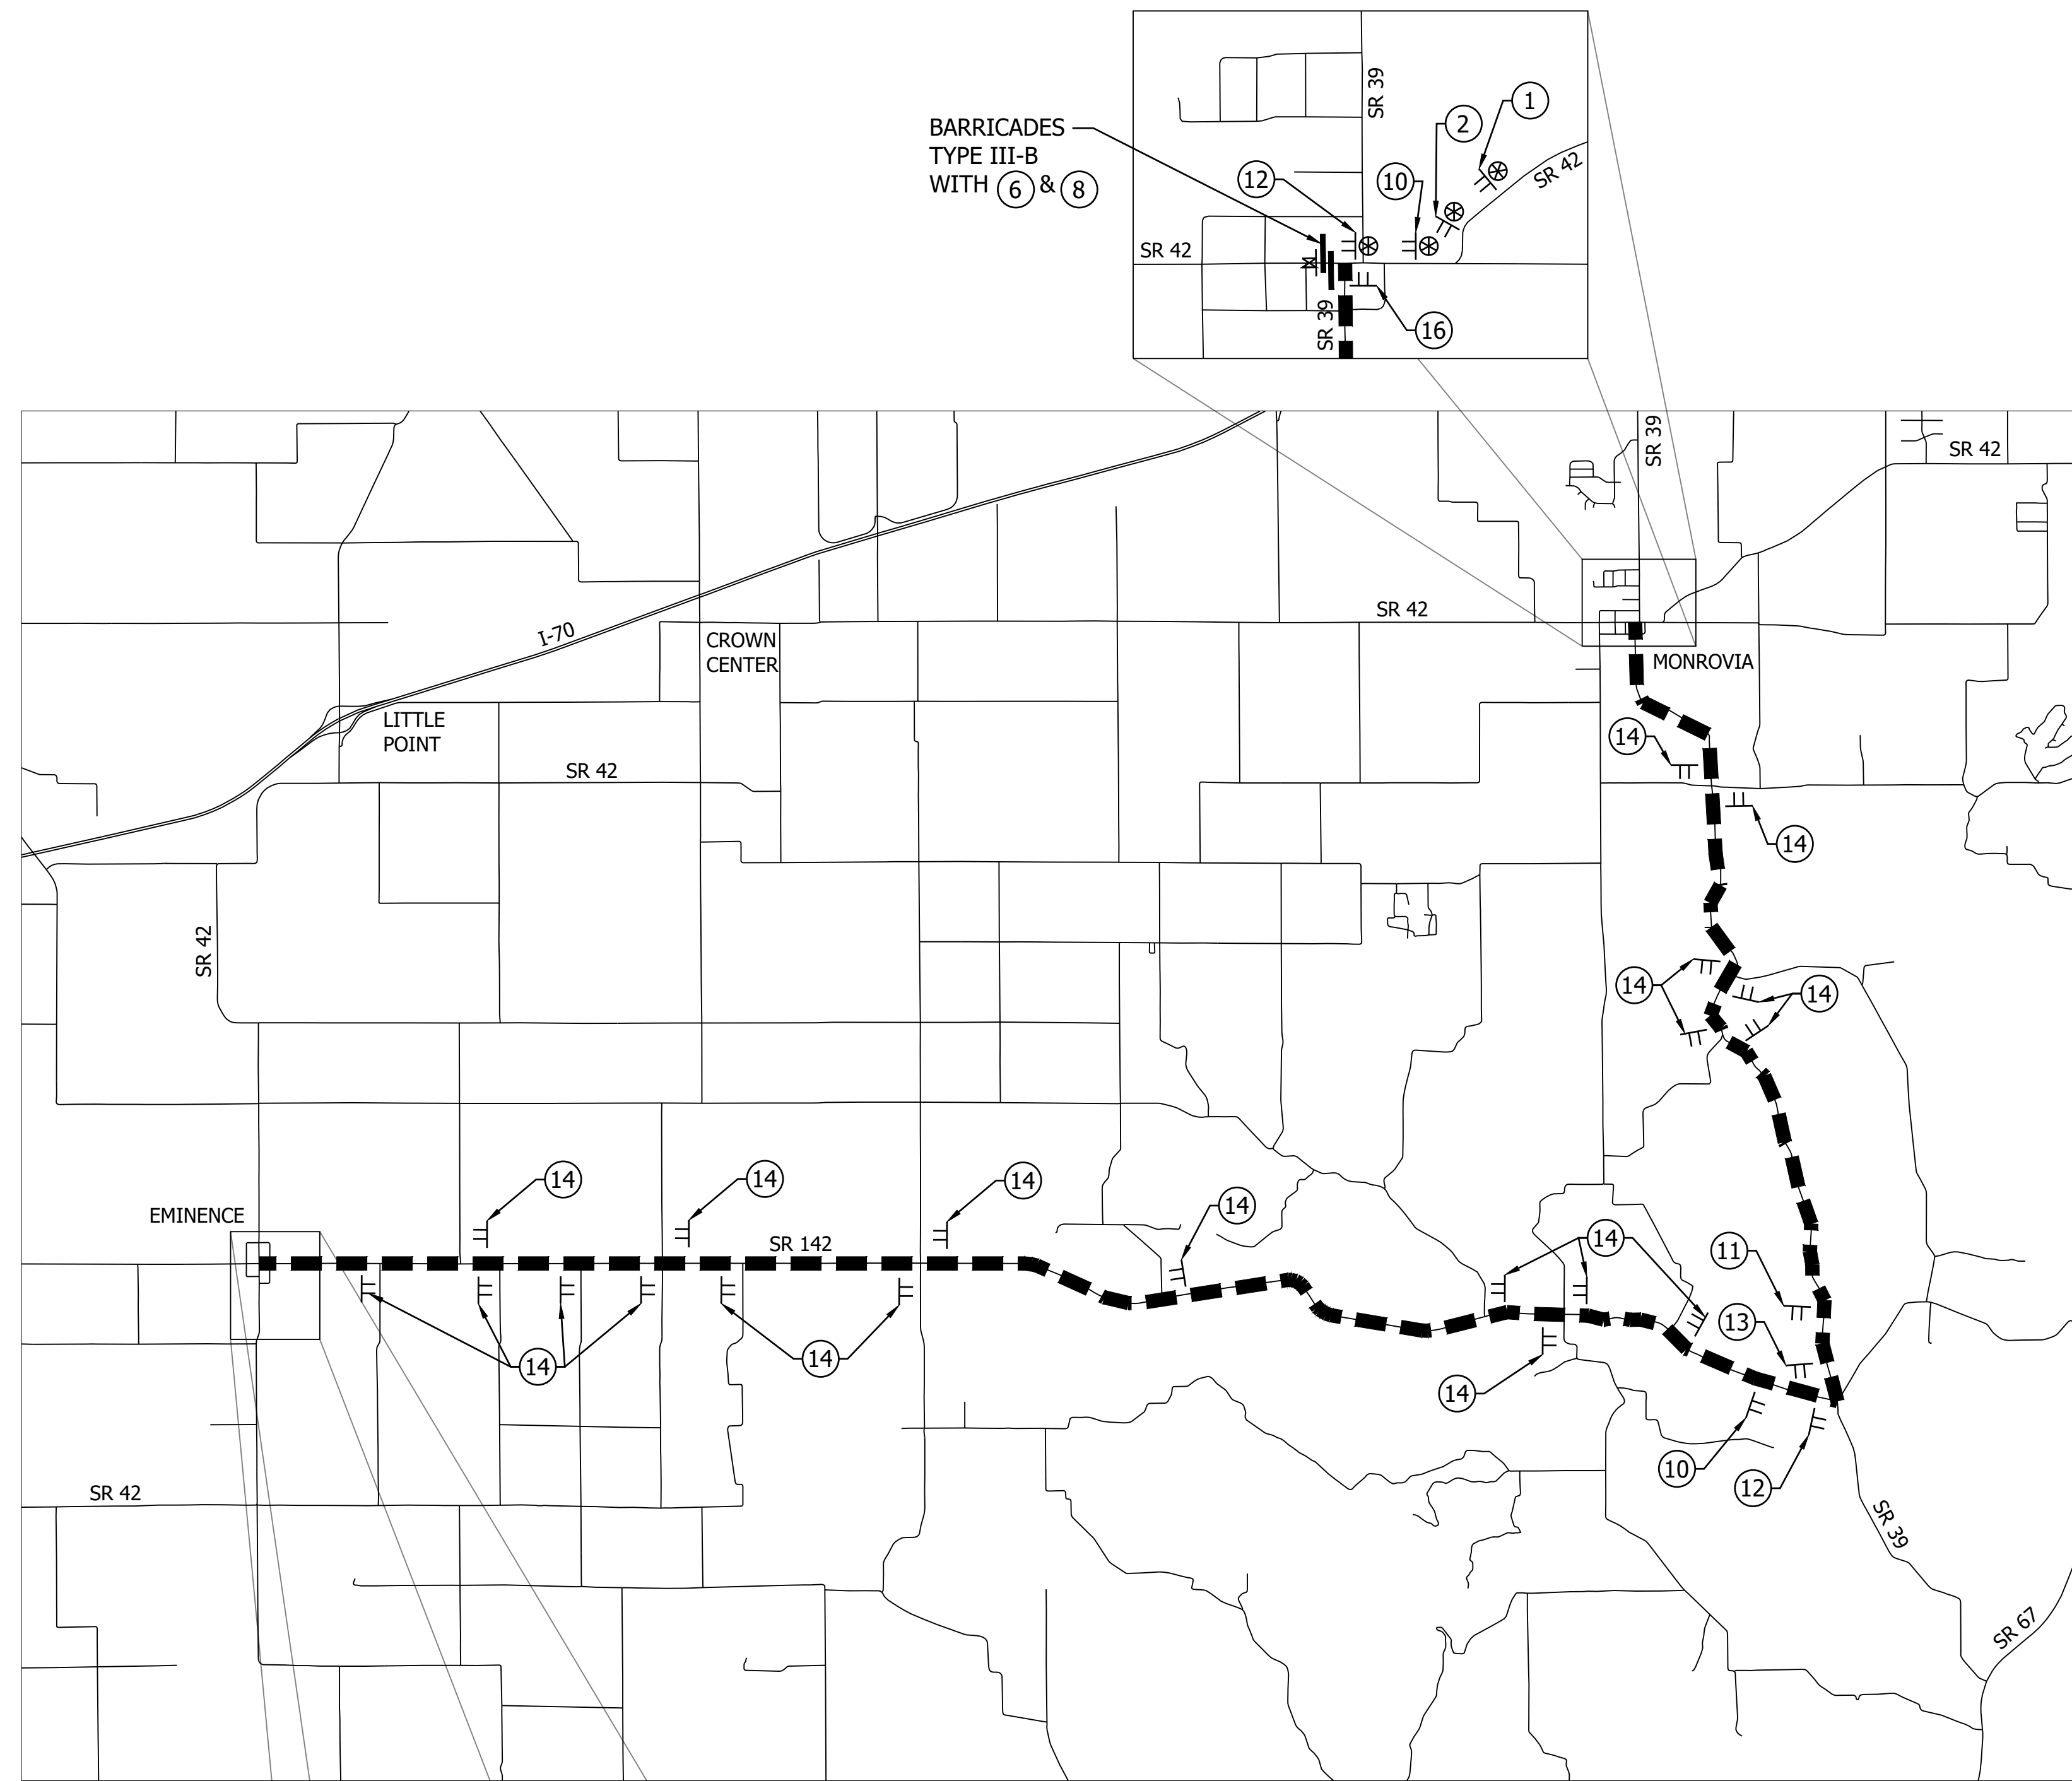 SR 39
1
2
BARRICADES
TYPE III-B
WITH 6 & 8
12
10
SR 42
SR 42
SR 39
16
SR 39
SR 42
SR 42
I-70
CROWN
CENTER
MONROVIA
LITTLE
POINT
14
SR 42
14
SR 42
14
14
14
14
14
14
EMINENCE
SR 142
14
11
13
14
14
14
10
12
SR 42
SR 39
SR 67